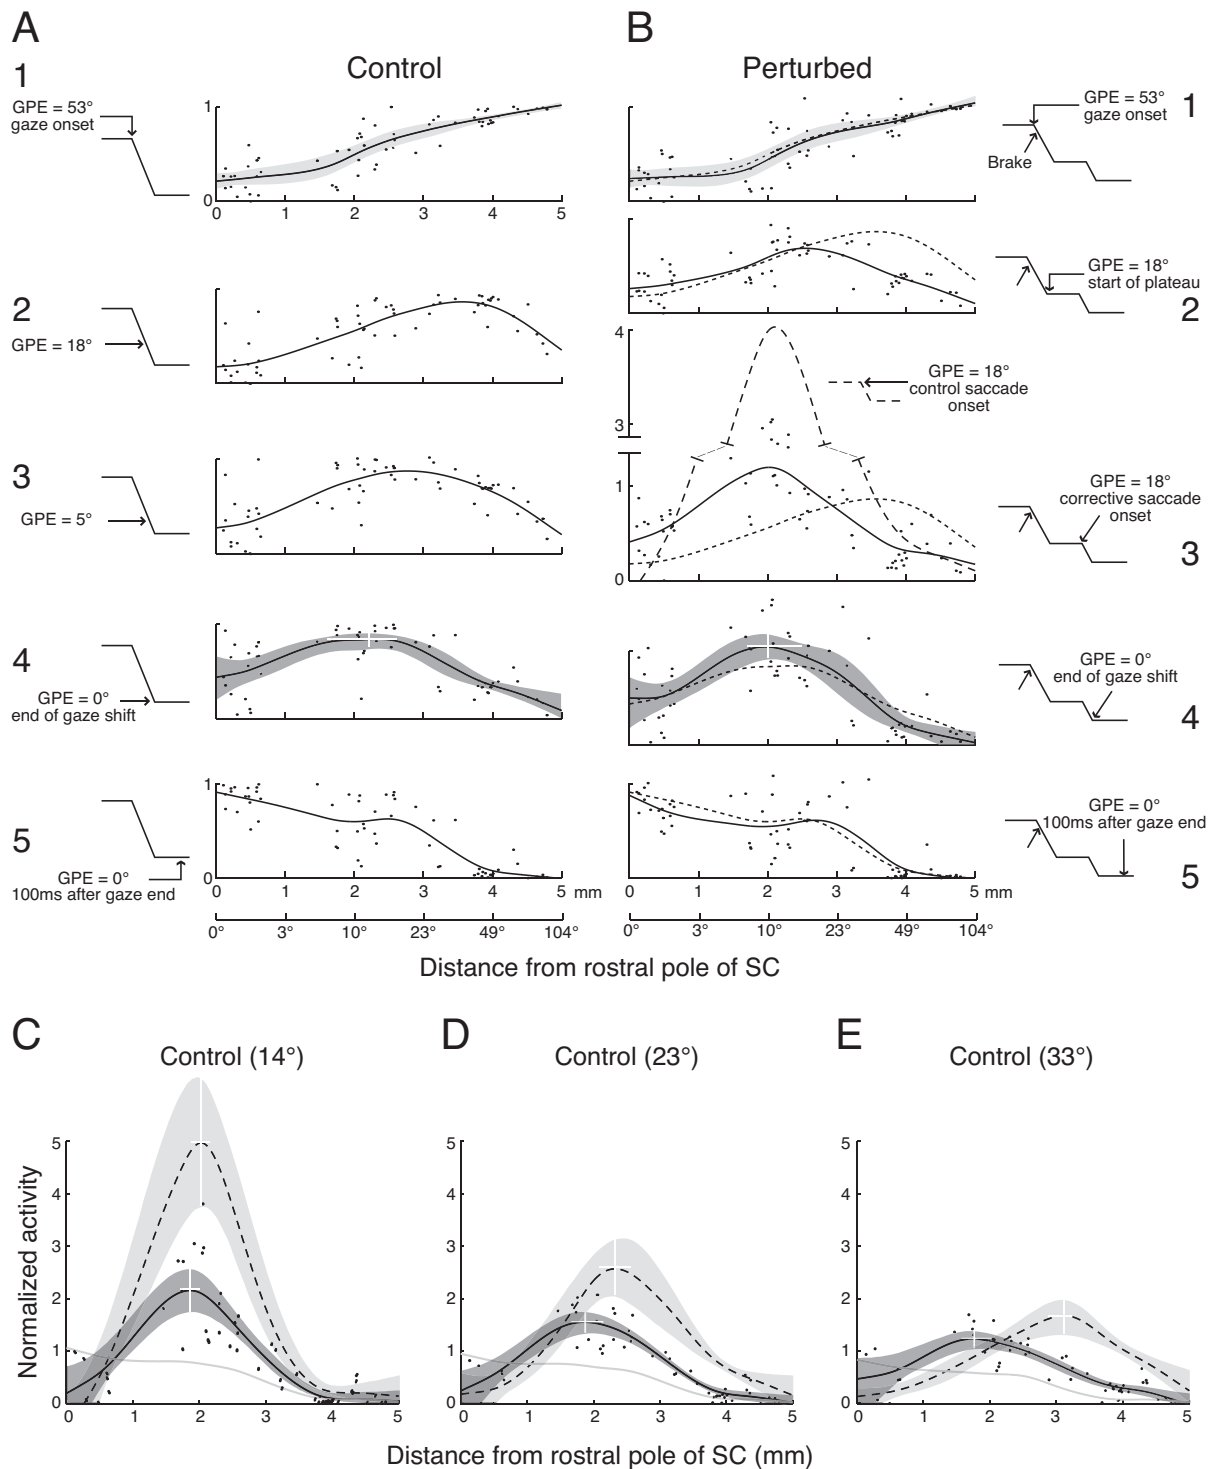 A
B
1
Control
Perturbed
1
GPE = 53°
gaze onset
1
0
0 1 2 3 4 5
GPE = 53°
gaze onset
Brake
2
GPE = 18°
GPE = 18°
start of plateau
2
4
3
1
0
GPE = 18°
control saccade
onset
3
GPE = 5°
GPE = 18°
corrective saccade
onset
3
4
GPE = 0°
end of gaze shift
GPE = 0°
end of gaze shift
4
5
GPE = 0°
100ms after gaze end
1
0
0 1 2 3 4 5 mm
0 1 2 3 4 5 mm
GPE = 0°
100ms after gaze end
5
0° 3° 10° 23° 49° 104°
0° 3° 10° 23° 49° 104°
Distance from rostral pole of SC
C
D
E
Control (14°)
Control (23°)
Control (33°)
Normalized activity
5
4
3
2
1
0
0 1 2 3 4 5
5
4
3
2
1
0
0 1 2 3 4 5
5
4
3
2
1
0
0 1 2 3 4 5
Distance from rostral pole of SC (mm)